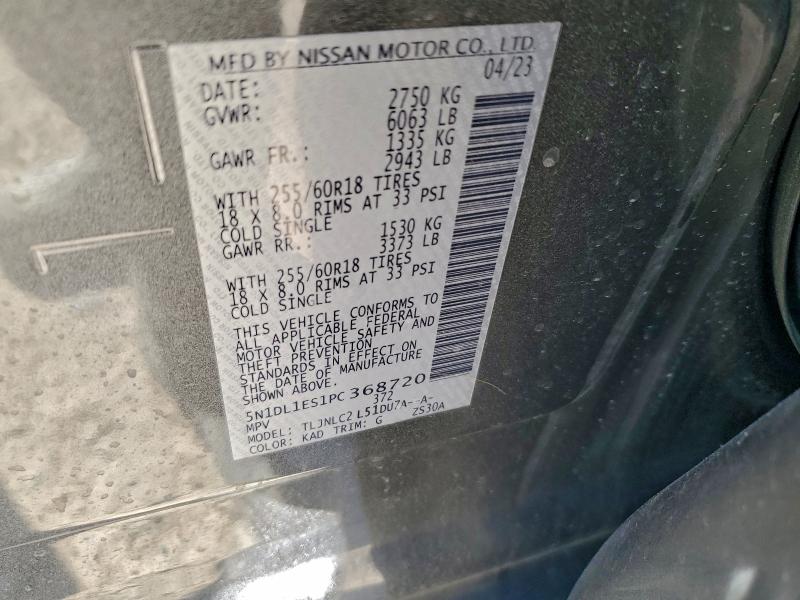 MFD BY NISSAN MOTOR CO., LTD.
DATE: 04/23
GVWR: 2750 KG
6063 LB
GAWR FR.: 1335 KG
2943 LB
WITH 255/60R18 TIRES
18 X 8.0 RIMS AT 33 PSI
COLD SINGLE
GAWR RR.: 1530 KG
3373 LB
WITH 255/60R18 TIRES
18 X 8.0 RIMS AT 33 PSI
COLD SINGLE
THIS VEHICLE CONFORMS TO
ALL APPLICABLE FEDERAL
MOTOR VEHICLE SAFETY AND
THEFT PREVENTION
STANDARDS IN EFFECT ON
THE DATE OF MANUFACTURE
SHOWN ABOVE.
5N1DL1ES1PC368720
MPV 372
MODEL: TLJNLC2 L51DU7A--A-
COLOR: KAD TRIM: G ZS30A